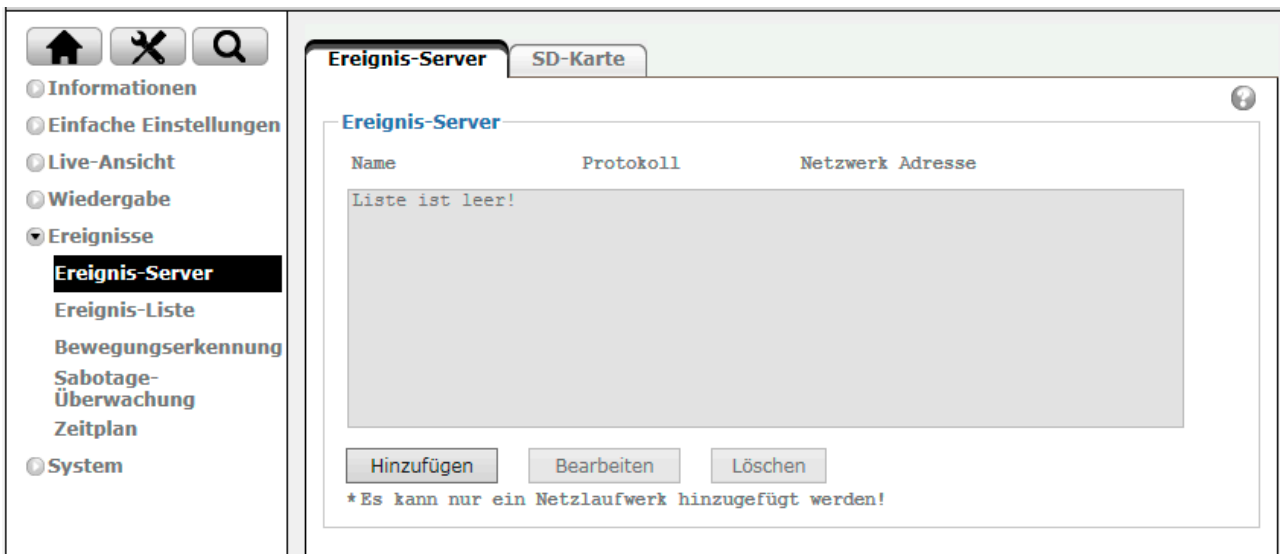 Informationen
Einfache Einstellungen
Live-Ansicht
Wiedergabe
Ereignisse
Ereignis-Server
Ereignis-Liste
Bewegungserkennung
Sabotage-
Überwachung
Zeitplan
System
Ereignis-Server SD-Karte
?
Ereignis-Server
Name Protokoll Netzwerk Adresse
Liste ist leer!
Hinzufügen Bearbeiten Löschen
*Es kann nur ein Netzlaufwerk hinzugefügt werden!